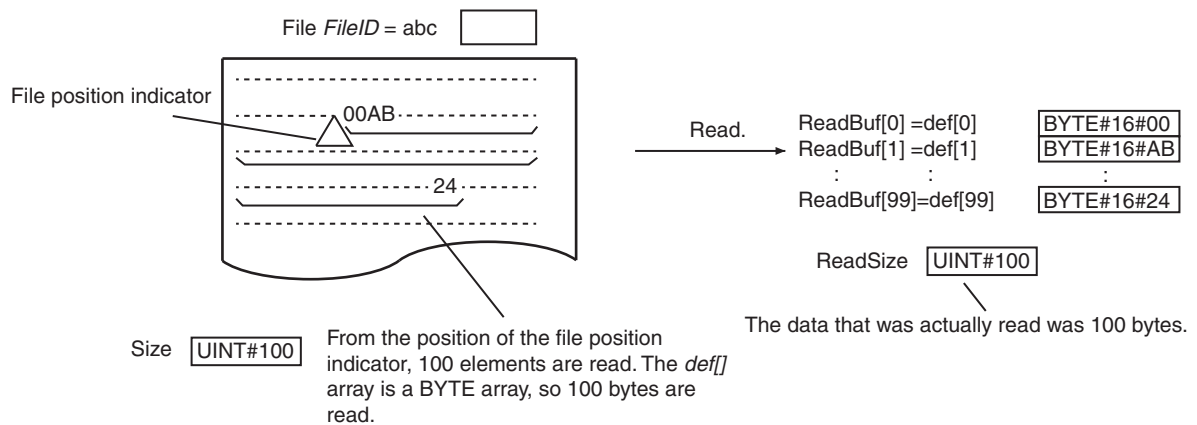 File FileID = abc
File position indicator
00AB
24
Read.
ReadBuf[0] =def[0] BYTE#16#00
ReadBuf[1] =def[1] BYTE#16#AB
: : :
ReadBuf[99]=def[99] BYTE#16#24
ReadSize UINT#100
The data that was actually read was 100 bytes.
Size UINT#100
From the position of the file position
indicator, 100 elements are read. The def[]
array is a BYTE array, so 100 bytes are
read.